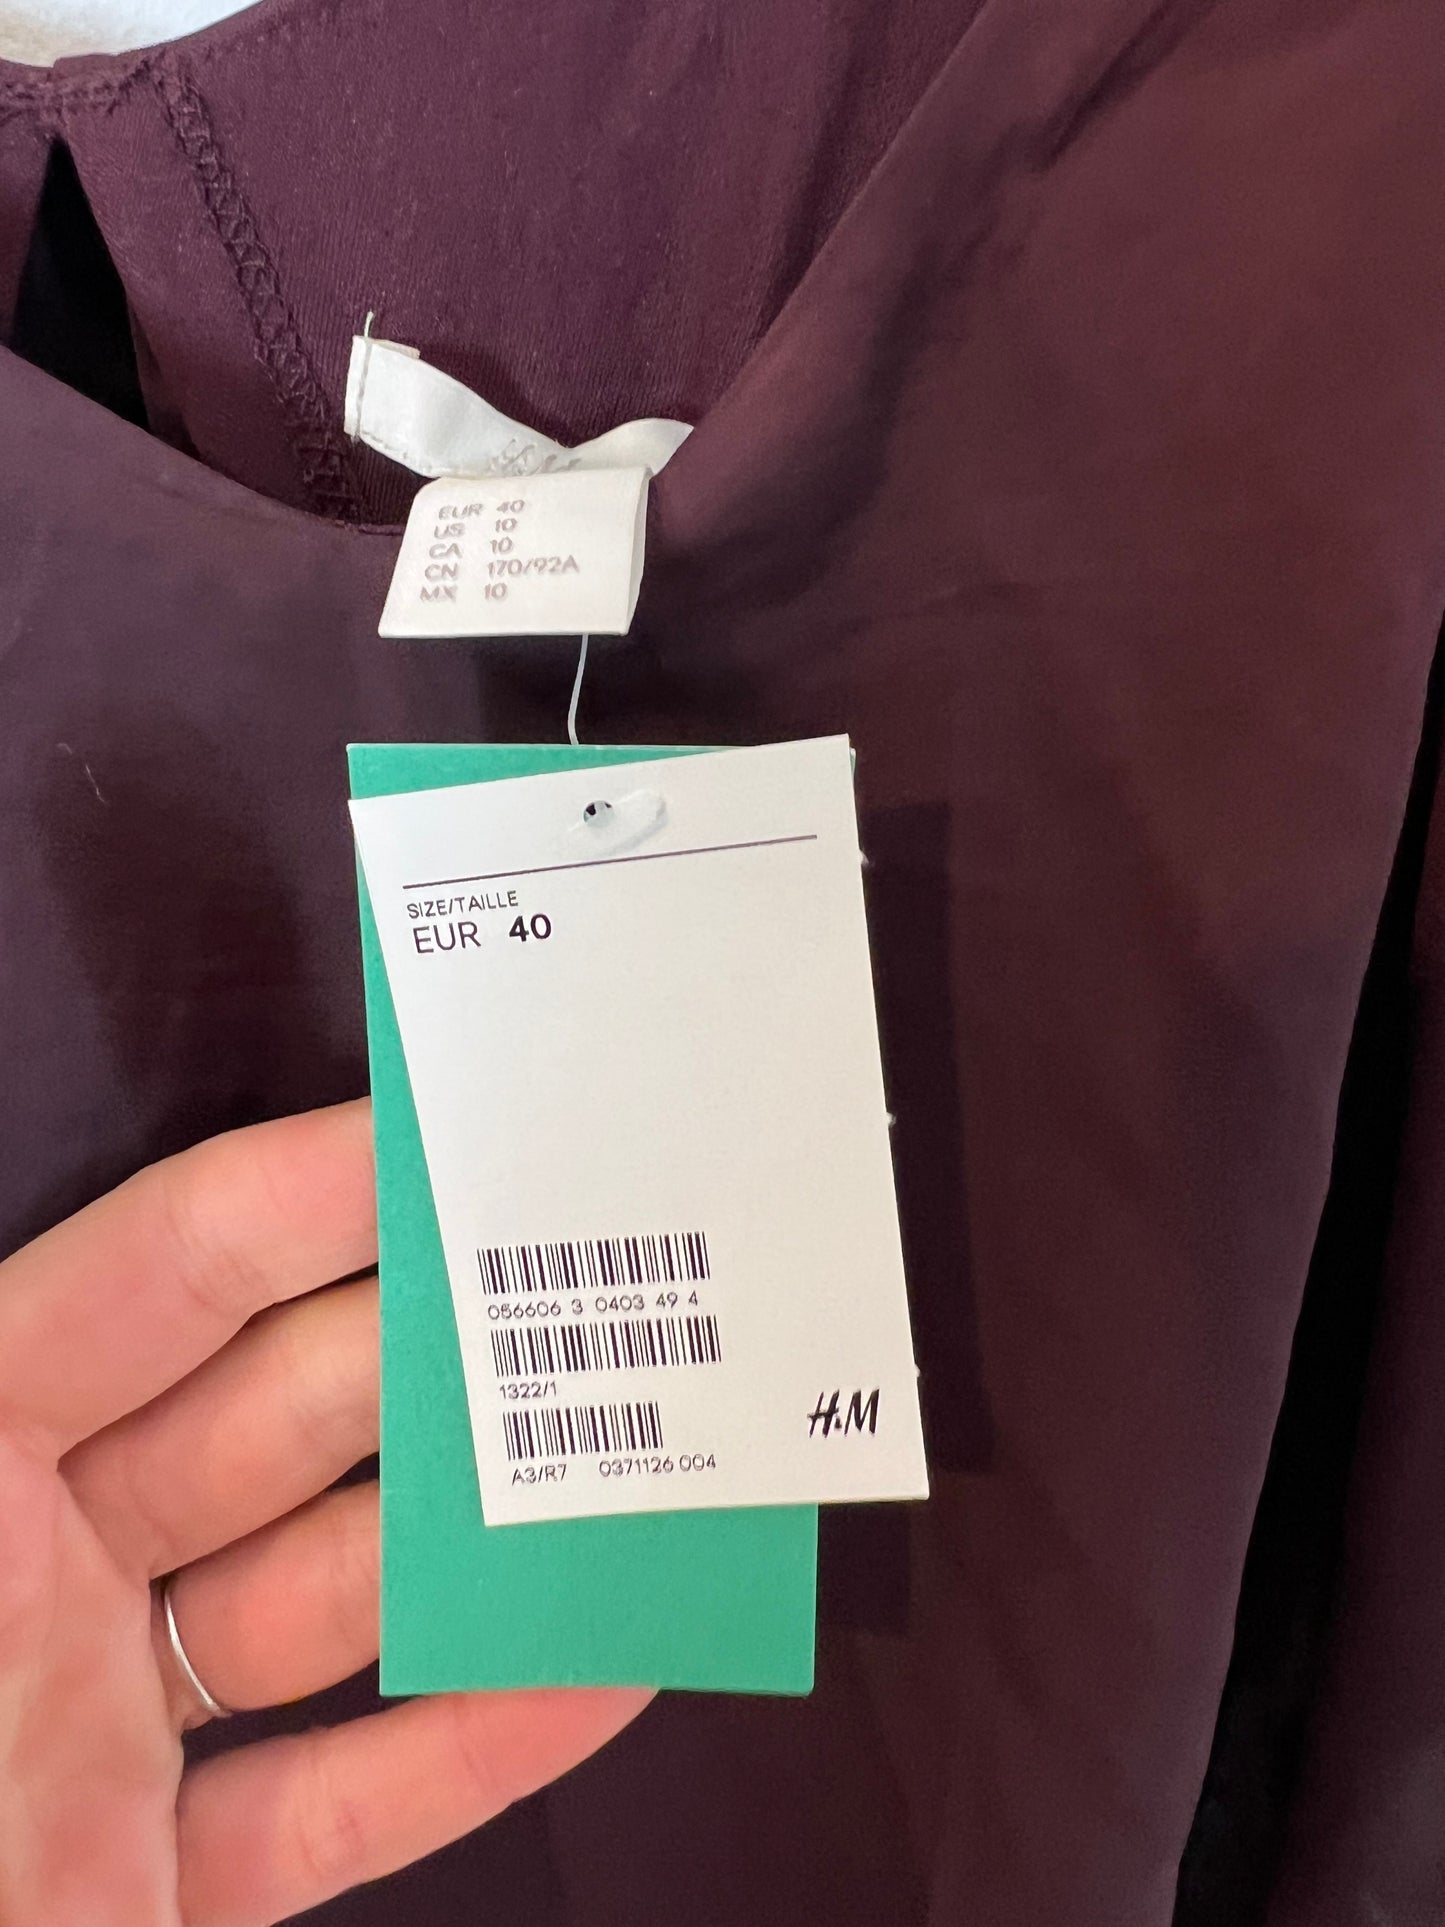 EUR 40
US 10
CA 10
CN 170/92A
MX 10
SIZE/TAILLE
EUR 40
056606 3 0403 49 4
1322/1
H&M
A3/R7 0371126 004